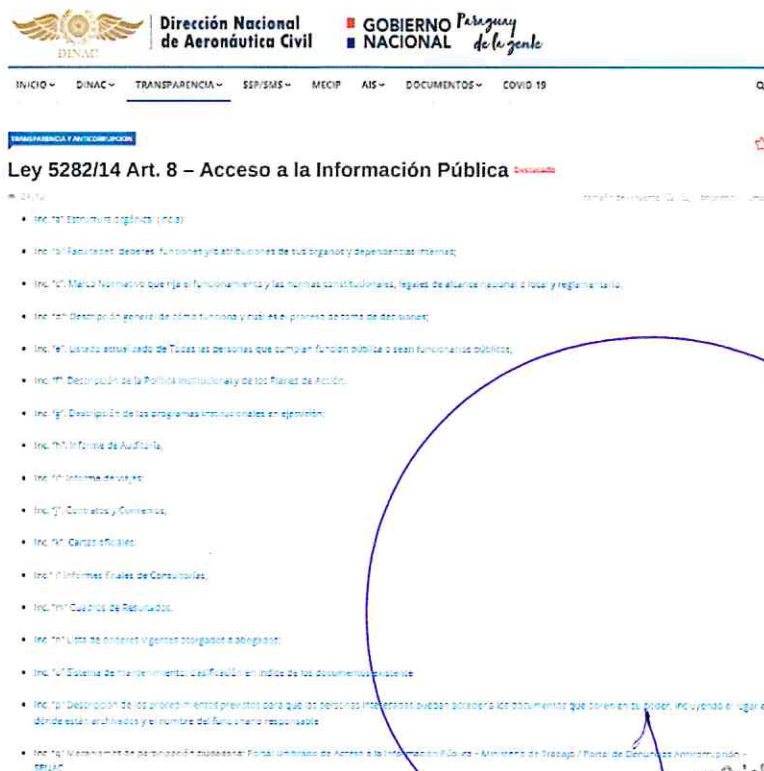 Dirección Nacional
de Aeronáutica Civil
DINAC
GOBIERNO
NACIONAL
Paraguay
de la gente
INICIO DINAC TRANSPARENCIA SSP/SMS MECIP AIS DOCUMENTOS COVID 19
TRANSPARENCIA Y ANTICORRUPCIÓN
Ley 5282/14 Art. 8 – Acceso a la Información Pública Destacado
Inc. "a" Estructura orgánica
Inc. "b" Facultades, deberes, funciones y/o atribuciones de sus órganos y dependencias internas;
Inc. "c": Marco Normativo que rija el funcionamiento y las normas constitucionales, legales de alcance nacional o local y reglamentario;
Inc. "d": Descripción general de cómo funciona y cuál es el proceso de toma de decisiones;
Inc. "e": Listado actualizado de Todas las personas que cumplan función pública o sean funcionarios públicos;
Inc. "f": Descripción de la Política Institucional y de los Planes de Acción;
Inc. "g": Descripción de los programas institucionales en ejecución;
Inc. "h": Informe de Auditoría;
Inc. "i": Informe de viajes;
Inc. "j": Contratos y Convenios;
Inc. "k": Cartas oficiales;
Inc. "l" Informes finales de Consultorías;
Inc. "m" Cuadros de Resultados;
Inc. "n" Lista de poderes vigentes otorgados a abogados;
Inc. "o" Sistema de mantenimiento, clasificación en índice de los documentos existente
Inc. "p" Descripción de los procedimientos previstos para que las personas interesadas puedan acceder a los documentos que obren en su poder, incluyendo el lugar en
dónde están archivados y el nombre del funcionario responsable
Inc. "q" Mecanismos de participación ciudadana: Portal Unificado de Acceso a la Información Pública – Ministerio de Trabajo / Portal de Denuncias Anticorrupción –
SENAC